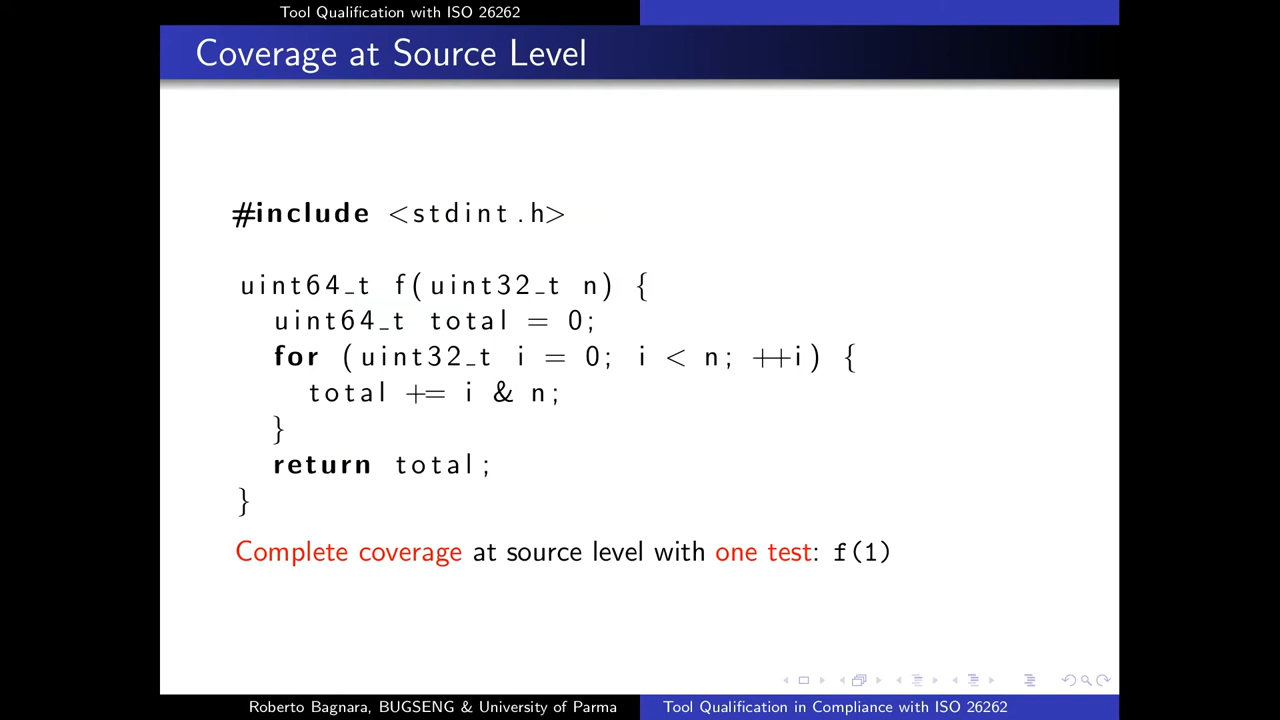 Tool Qualification with ISO 26262
Coverage at Source Level
#include <stdint.h>
uint64_t f(uint32_t n) {
uint64_t total = 0;
for (uint32_t i = 0; i < n; ++i) {
total += i & n;
}
return total;
}
Complete coverage at source level with one test: f(1)
Roberto Bagnara, BUGSENG & University of Parma
Tool Qualification in Compliance with ISO 26262